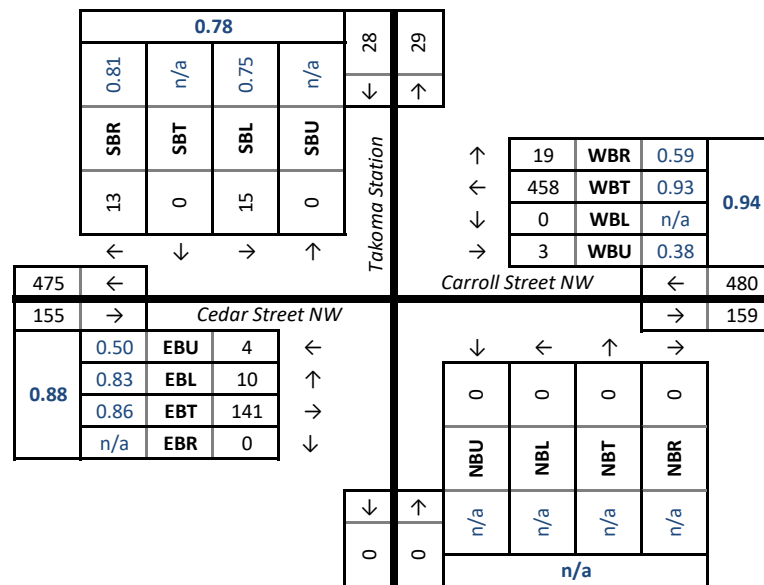 0.78
0.81 n/a 0.75 n/a
SBR SBT SBL SBU
13 0 15 0
← ↓ → ↑
28 29
↓ ↑
Takoma Station
↑ 19 WBR 0.59
← 458 WBT 0.93
↓ 0 WBL n/a
→ 3 WBU 0.38
0.94
475 ←
Carroll Street NW ← 480
155 → Cedar Street NW
→ 159
0.50 EBU 4 ←
0.83 EBL 10 ↑
0.86 EBT 141 →
n/a EBR 0 ↓
0.88
↓ ← ↑ →
0 0 0 0
NBU NBL NBT NBR
n/a n/a n/a n/a
n/a
↓ ↑
0 0